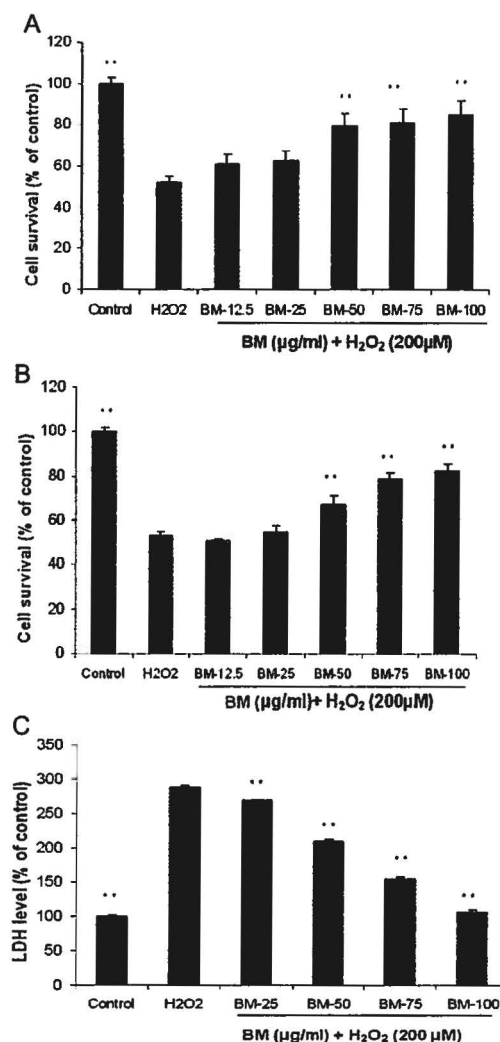 A
Cell survival (% of control)
120
100
80
60
40
20
0
** ** ** **
Control H2O2 BM-12.5 BM-25 BM-50 BM-75 BM-100
BM (µg/ml) + H₂O₂ (200µM)
B
Cell survival (% of control)
120
100
80
60
40
20
0
** ** ** **
Control H2O2 BM-12.5 BM-25 BM-50 BM-75 BM-100
BM (µg/ml)+ H₂O₂ (200µM)
C
LDH level (% of control)
350
300
250
200
150
100
50
0
** ** ** ** **
Control H2O2 BM-25 BM-50 BM-75 BM-100
BM (µg/ml) + H₂O₂ (200 µM)